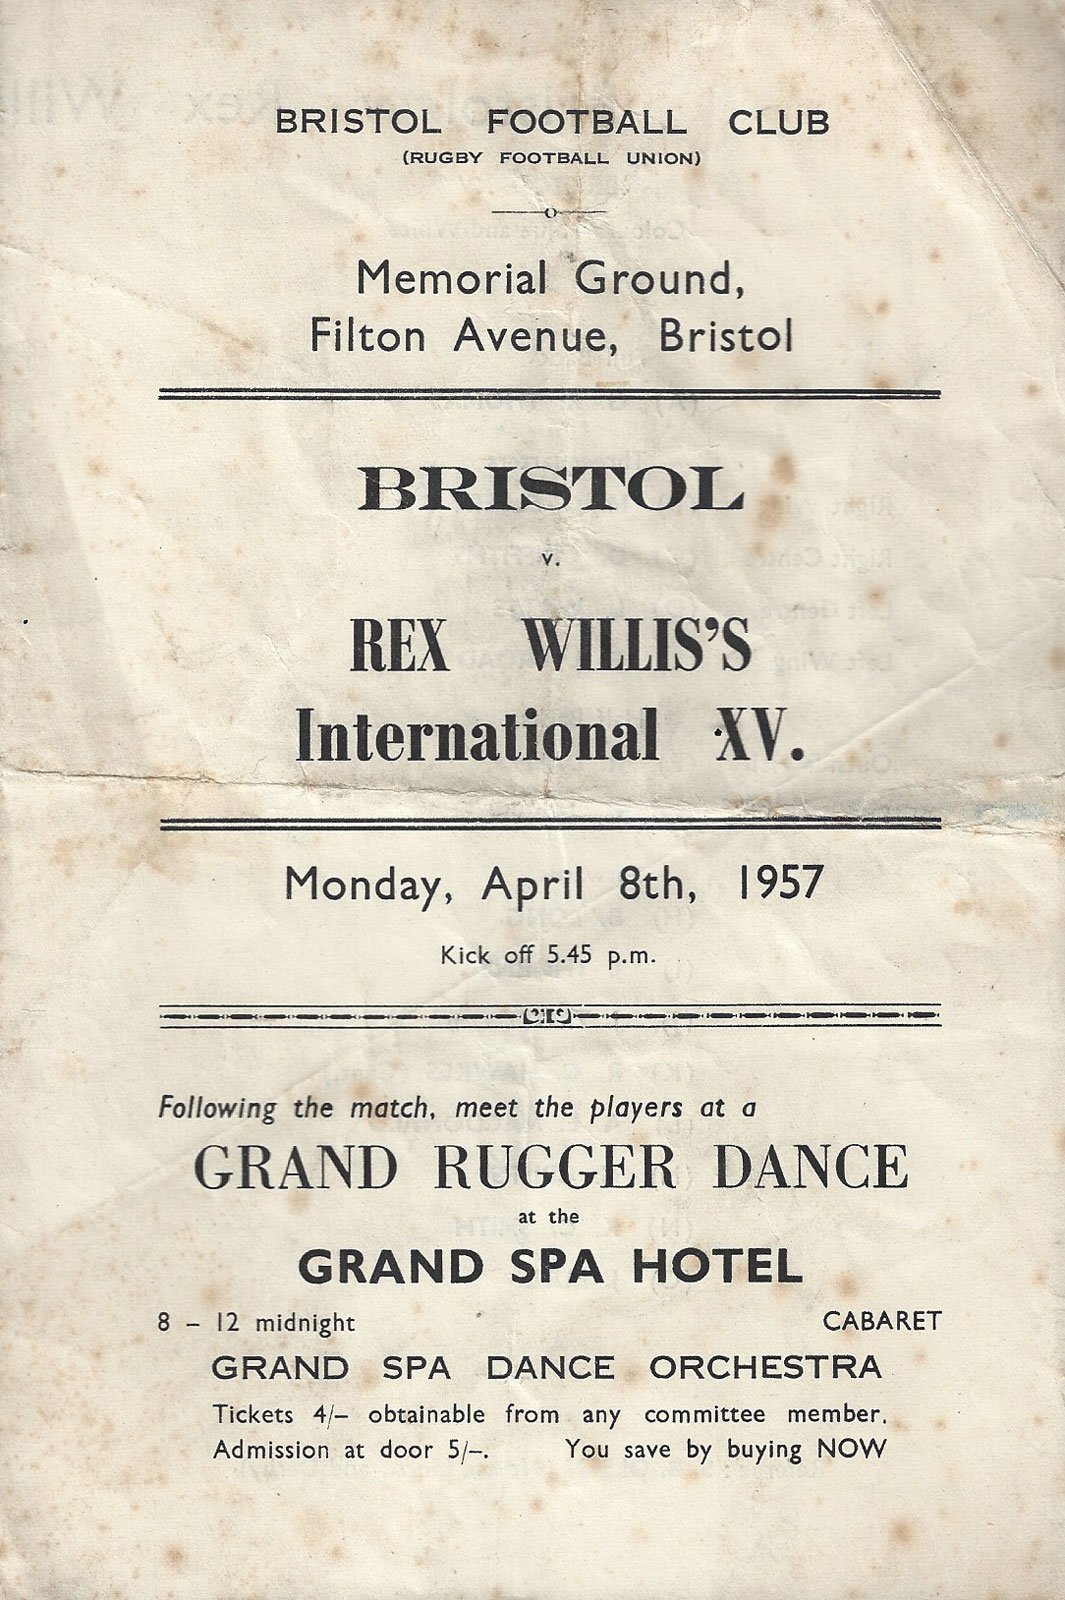 BRISTOL FOOTBALL CLUB
(RUGBY FOOTBALL UNION)
Memorial Ground,
Filton Avenue, Bristol
BRISTOL
v.
REX WILLIS'S
International XV.
Monday, April 8th, 1957
Kick off 5.45 p.m.
Following the match, meet the players at a
GRAND RUGGER DANCE
at the
GRAND SPA HOTEL
8 – 12 midnight CABARET
GRAND SPA DANCE ORCHESTRA
Tickets 4/– obtainable from any committee member.
Admission at door 5/–. You save by buying NOW